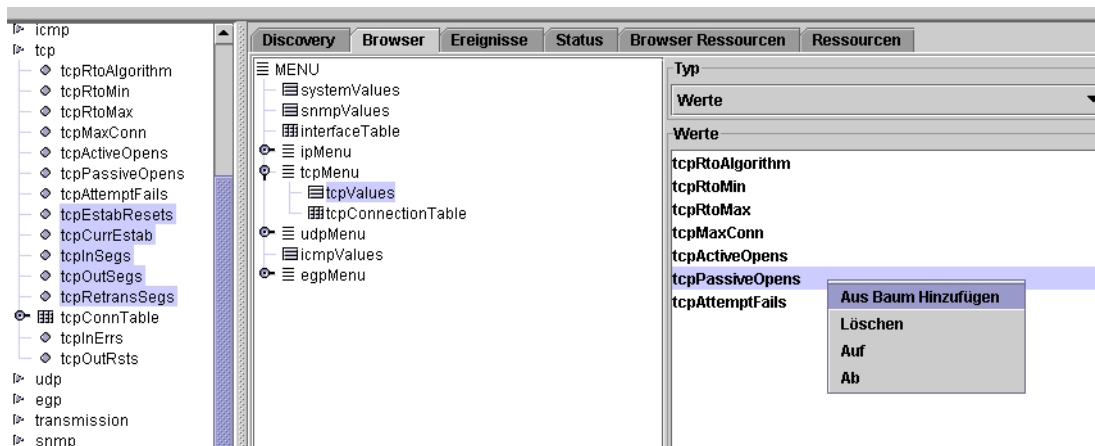 icmp
tcp
tcpRtoAlgorithm
tcpRtoMin
tcpRtoMax
tcpMaxConn
tcpActiveOpens
tcpPassiveOpens
tcpAttemptFails
tcpEstabResets
tcpCurrEstab
tcpInSegs
tcpOutSegs
tcpRetransSegs
tcpConnTable
tcpInErrs
tcpOutRsts
udp
egp
transmission
snmp
Discovery Browser Ereignisse Status Browser Ressourcen Ressourcen
MENU
systemValues
snmpValues
interfaceTable
ipMenu
tcpMenu
tcpValues
tcpConnectionTable
udpMenu
icmpValues
egpMenu
Typ
Werte
Werte
tcpRtoAlgorithm
tcpRtoMin
tcpRtoMax
tcpMaxConn
tcpActiveOpens
tcpPassiveOpens
tcpAttemptFails
Aus Baum Hinzufügen
Löschen
Auf
Ab